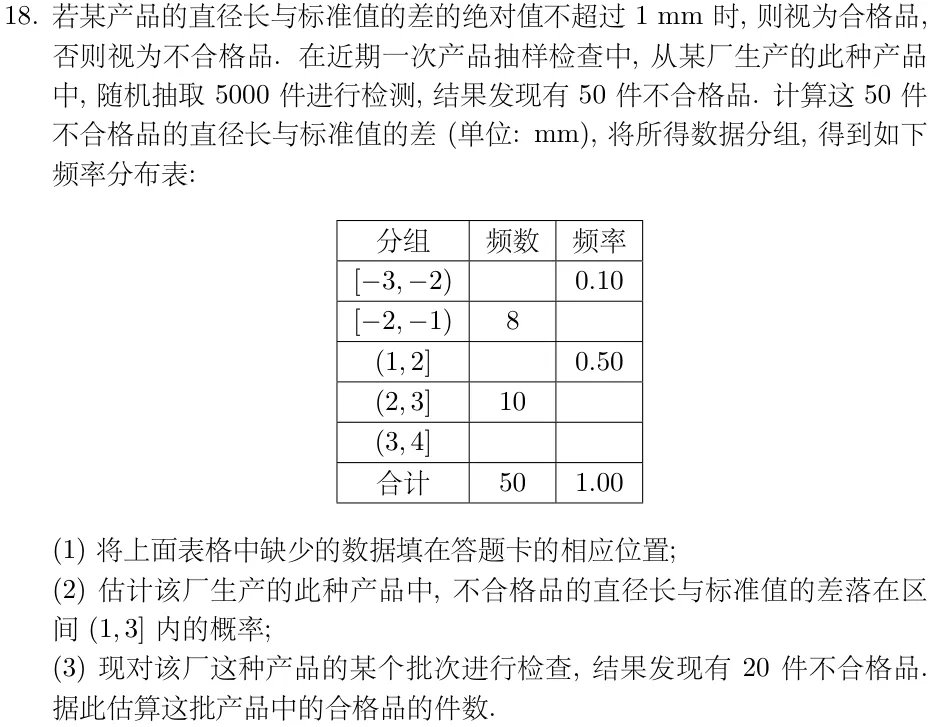 18. 若某产品的直径长与标准值的差的绝对值不超过 1 mm 时, 则视为合格品,
否则视为不合格品. 在近期一次产品抽样检查中, 从某厂生产的此种产品
中, 随机抽取 5000 件进行检测, 结果发现有 50 件不合格品. 计算这 50 件
不合格品的直径长与标准值的差 (单位: mm), 将所得数据分组, 得到如下
频率分布表:
分组 频数 频率
[−3, −2) 0.10
[−2, −1) 8
(1, 2] 0.50
(2, 3] 10
(3, 4]
合计 50 1.00
(1) 将上面表格中缺少的数据填在答题卡的相应位置;
(2) 估计该厂生产的此种产品中, 不合格品的直径长与标准值的差落在区
间 (1, 3] 内的概率;
(3) 现对该厂这种产品的某个批次进行检查, 结果发现有 20 件不合格品.
据此估算这批产品中的合格品的件数.